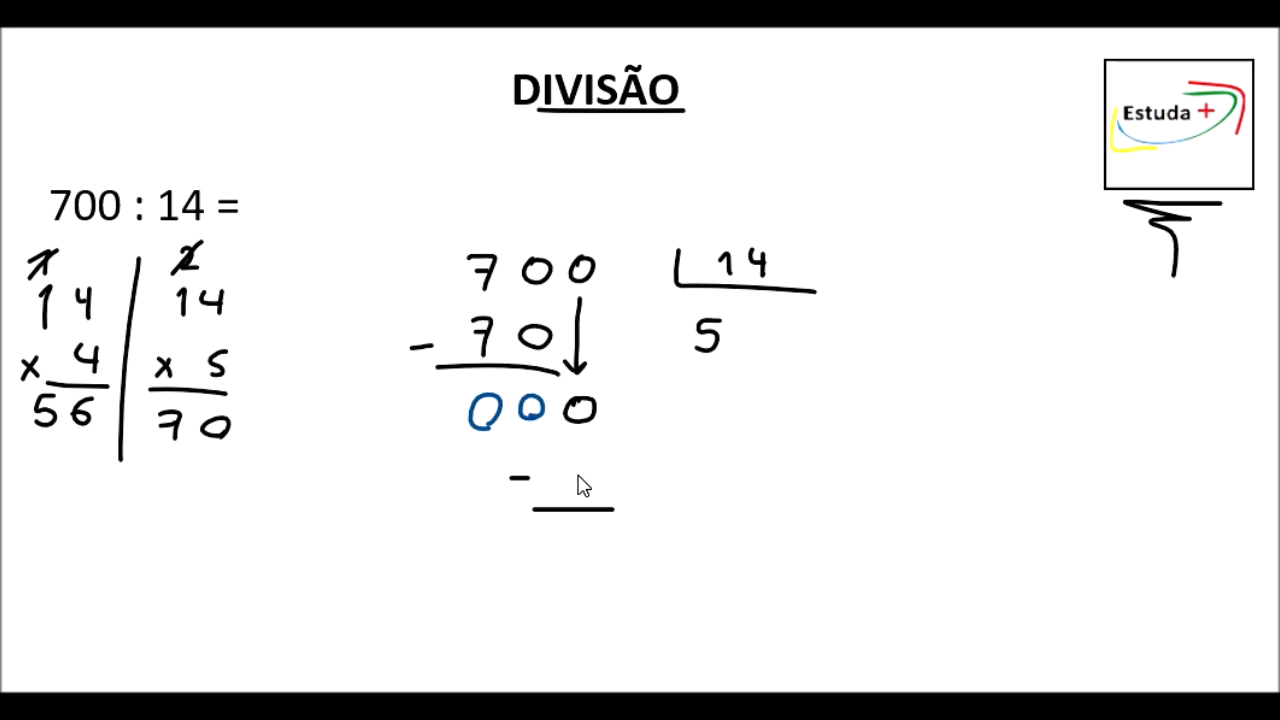 DIVISÃO
Estuda +
700 : 14 =
1
14
x 4
56
2
14
x 5
70
700 14
- 70 5
000
-